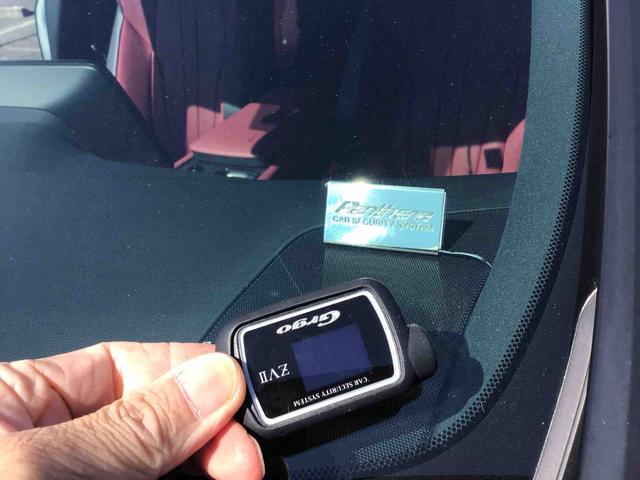 Panthera
CAR SECURITY SYSTEM
Grgo
ZVII
CAR SECURITY SYSTEM